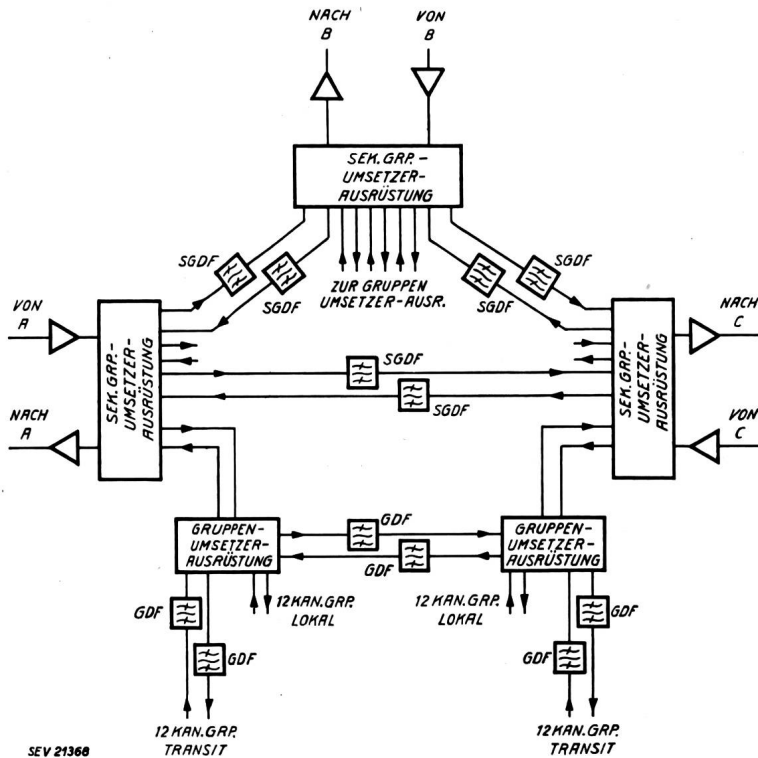 NACH
B
VON
B
SEK. GRP. -
UMSETZER-
AUSRÜSTUNG
SGDF
SGDF
SGDF
SGDF
ZUR GRUPPEN
UMSETZER-AUSR.
VON
A
NACH
A
SEK. GRP. -
UMSETZER-
AUSRÜSTUNG
SGDF
SGDF
SEK. GRP. -
UMSETZER-
AUSRÜSTUNG
NACH
C
VON
C
GRUPPEN-
UMSETZER-
AUSRÜSTUNG
GDF
GDF
GRUPPEN-
UMSETZER-
AUSRÜSTUNG
12 KAN. GRP.
LOKAL
12 KAN. GRP.
LOKAL
GDF
GDF
GDF
GDF
12 KAN. GRP.
TRANSIT
12 KAN. GRP.
TRANSIT
SEV 21368